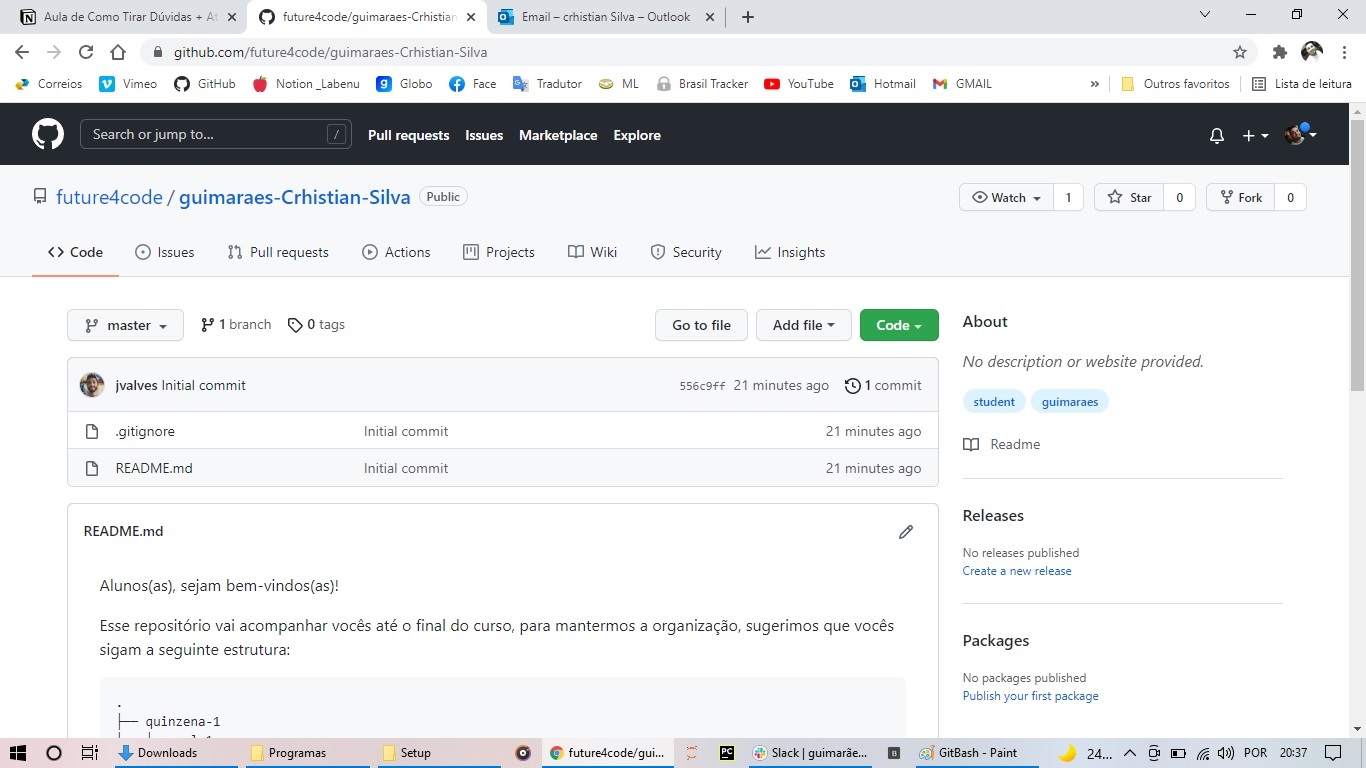 Aula de Como Tirar Dúvidas + At
future4code/guimaraes-Crhistian
Email – crhistian Silva – Outlook
github.com/future4code/guimaraes-Crhistian-Silva
Correios Vimeo GitHub Notion _Labenu Globo Face Tradutor ML Brasil Tracker YouTube Hotmail GMAIL » Outros favoritos Lista de leitura
Search or jump to... / Pull requests Issues Marketplace Explore
future4code / guimaraes-Crhistian-Silva Public
Watch 1 Star 0 Fork 0
Code Issues Pull requests Actions Projects Wiki Security Insights
master 1 branch 0 tags Go to file Add file Code
jvalves Initial commit 556c9ff 21 minutes ago 1 commit
.gitignore Initial commit 21 minutes ago
README.md Initial commit 21 minutes ago
README.md
Alunos(as), sejam bem-vindos(as)!
Esse repositório vai acompanhar vocês até o final do curso, para mantermos a organização, sugerimos que vocês
sigam a seguinte estrutura:
.
├── quinzena-1
About
No description or website provided.
student guimaraes
Readme
Releases
No releases published
Create a new release
Packages
No packages published
Publish your first package
Downloads Programas Setup future4code/gui... PC Slack | guimarãe... B GitBash - Paint 24... POR 20:37